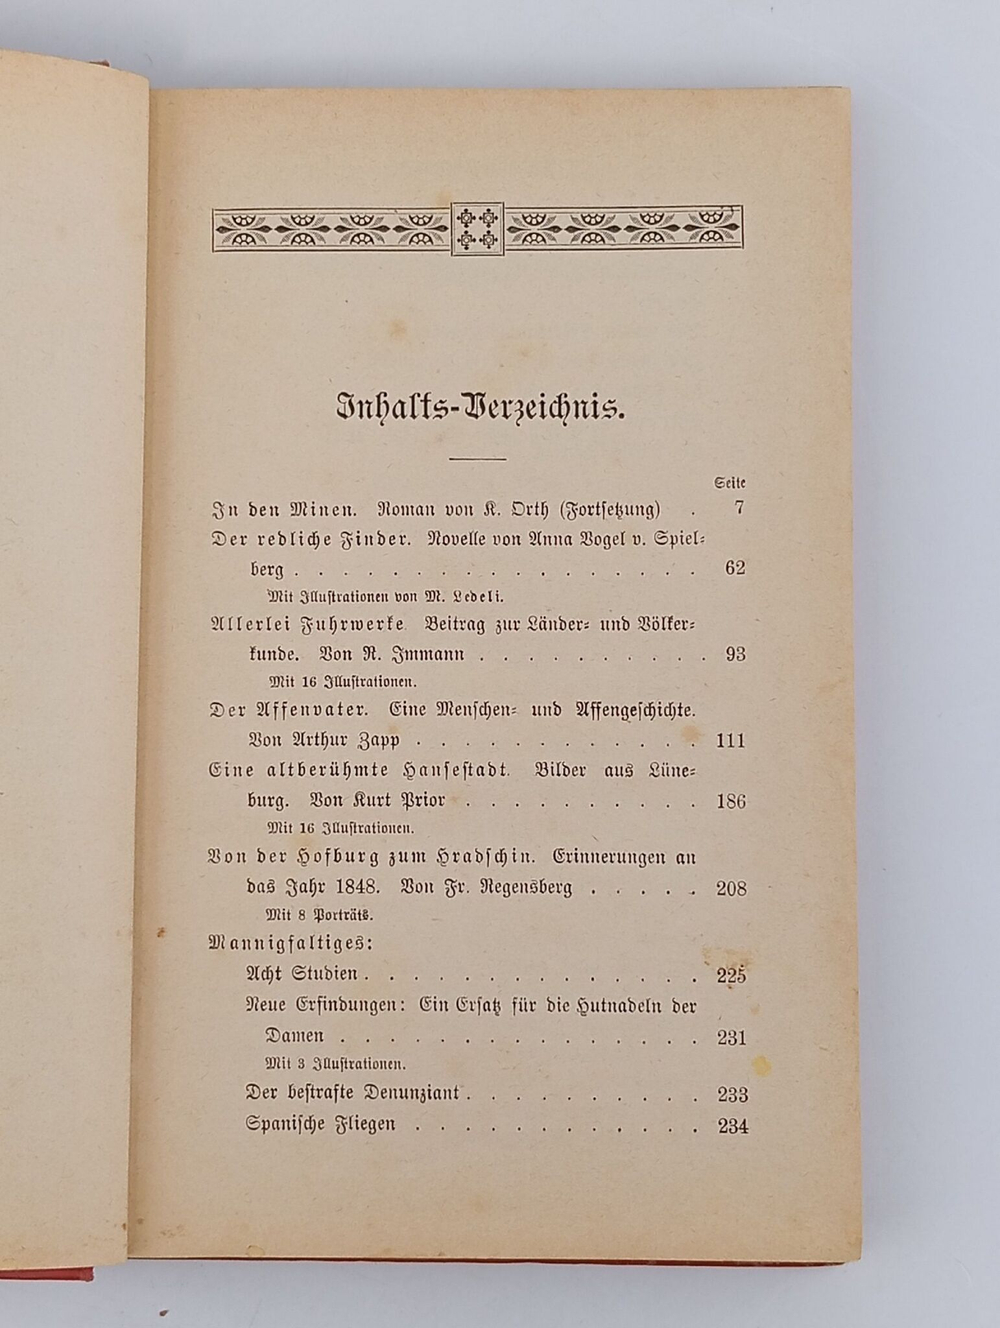 Inhalts-Verzeichnis.
Seite
In den Minen. Roman von K. Orth (Fortsetzung) . 7
Der redliche Finder. Novelle von Anna Vogel v. Spiel-
berg . . . . . . . . . . . . . . . . . 62
Mit Illustrationen von M. Ledeli.
Allerlei Fuhrwerke. Beitrag zur Länder- und Völker-
kunde. Von R. Immann . . . . . . . . . . 93
Mit 16 Illustrationen.
Der Affenvater. Eine Menschen- und Affengeschichte.
Von Arthur Zapp . . . . . . . . . . . . 111
Eine altberühmte Hansestadt. Bilder aus Lüne-
burg. Von Kurt Prior . . . . . . . . . . 186
Mit 16 Illustrationen.
Von der Hofburg zum Hradschin. Erinnerungen an
das Jahr 1848. Von Fr. Regensberg . . . . . 208
Mit 8 Porträts.
Mannigfaltiges:
Acht Studien . . . . . . . . . . . . . . 225
Neue Erfindungen: Ein Ersatz für die Hutnadeln der
Damen . . . . . . . . . . . . . . . 231
Mit 3 Illustrationen.
Der bestrafte Denunziant . . . . . . . . . . 233
Spanische Fliegen . . . . . . . . . . . . 234